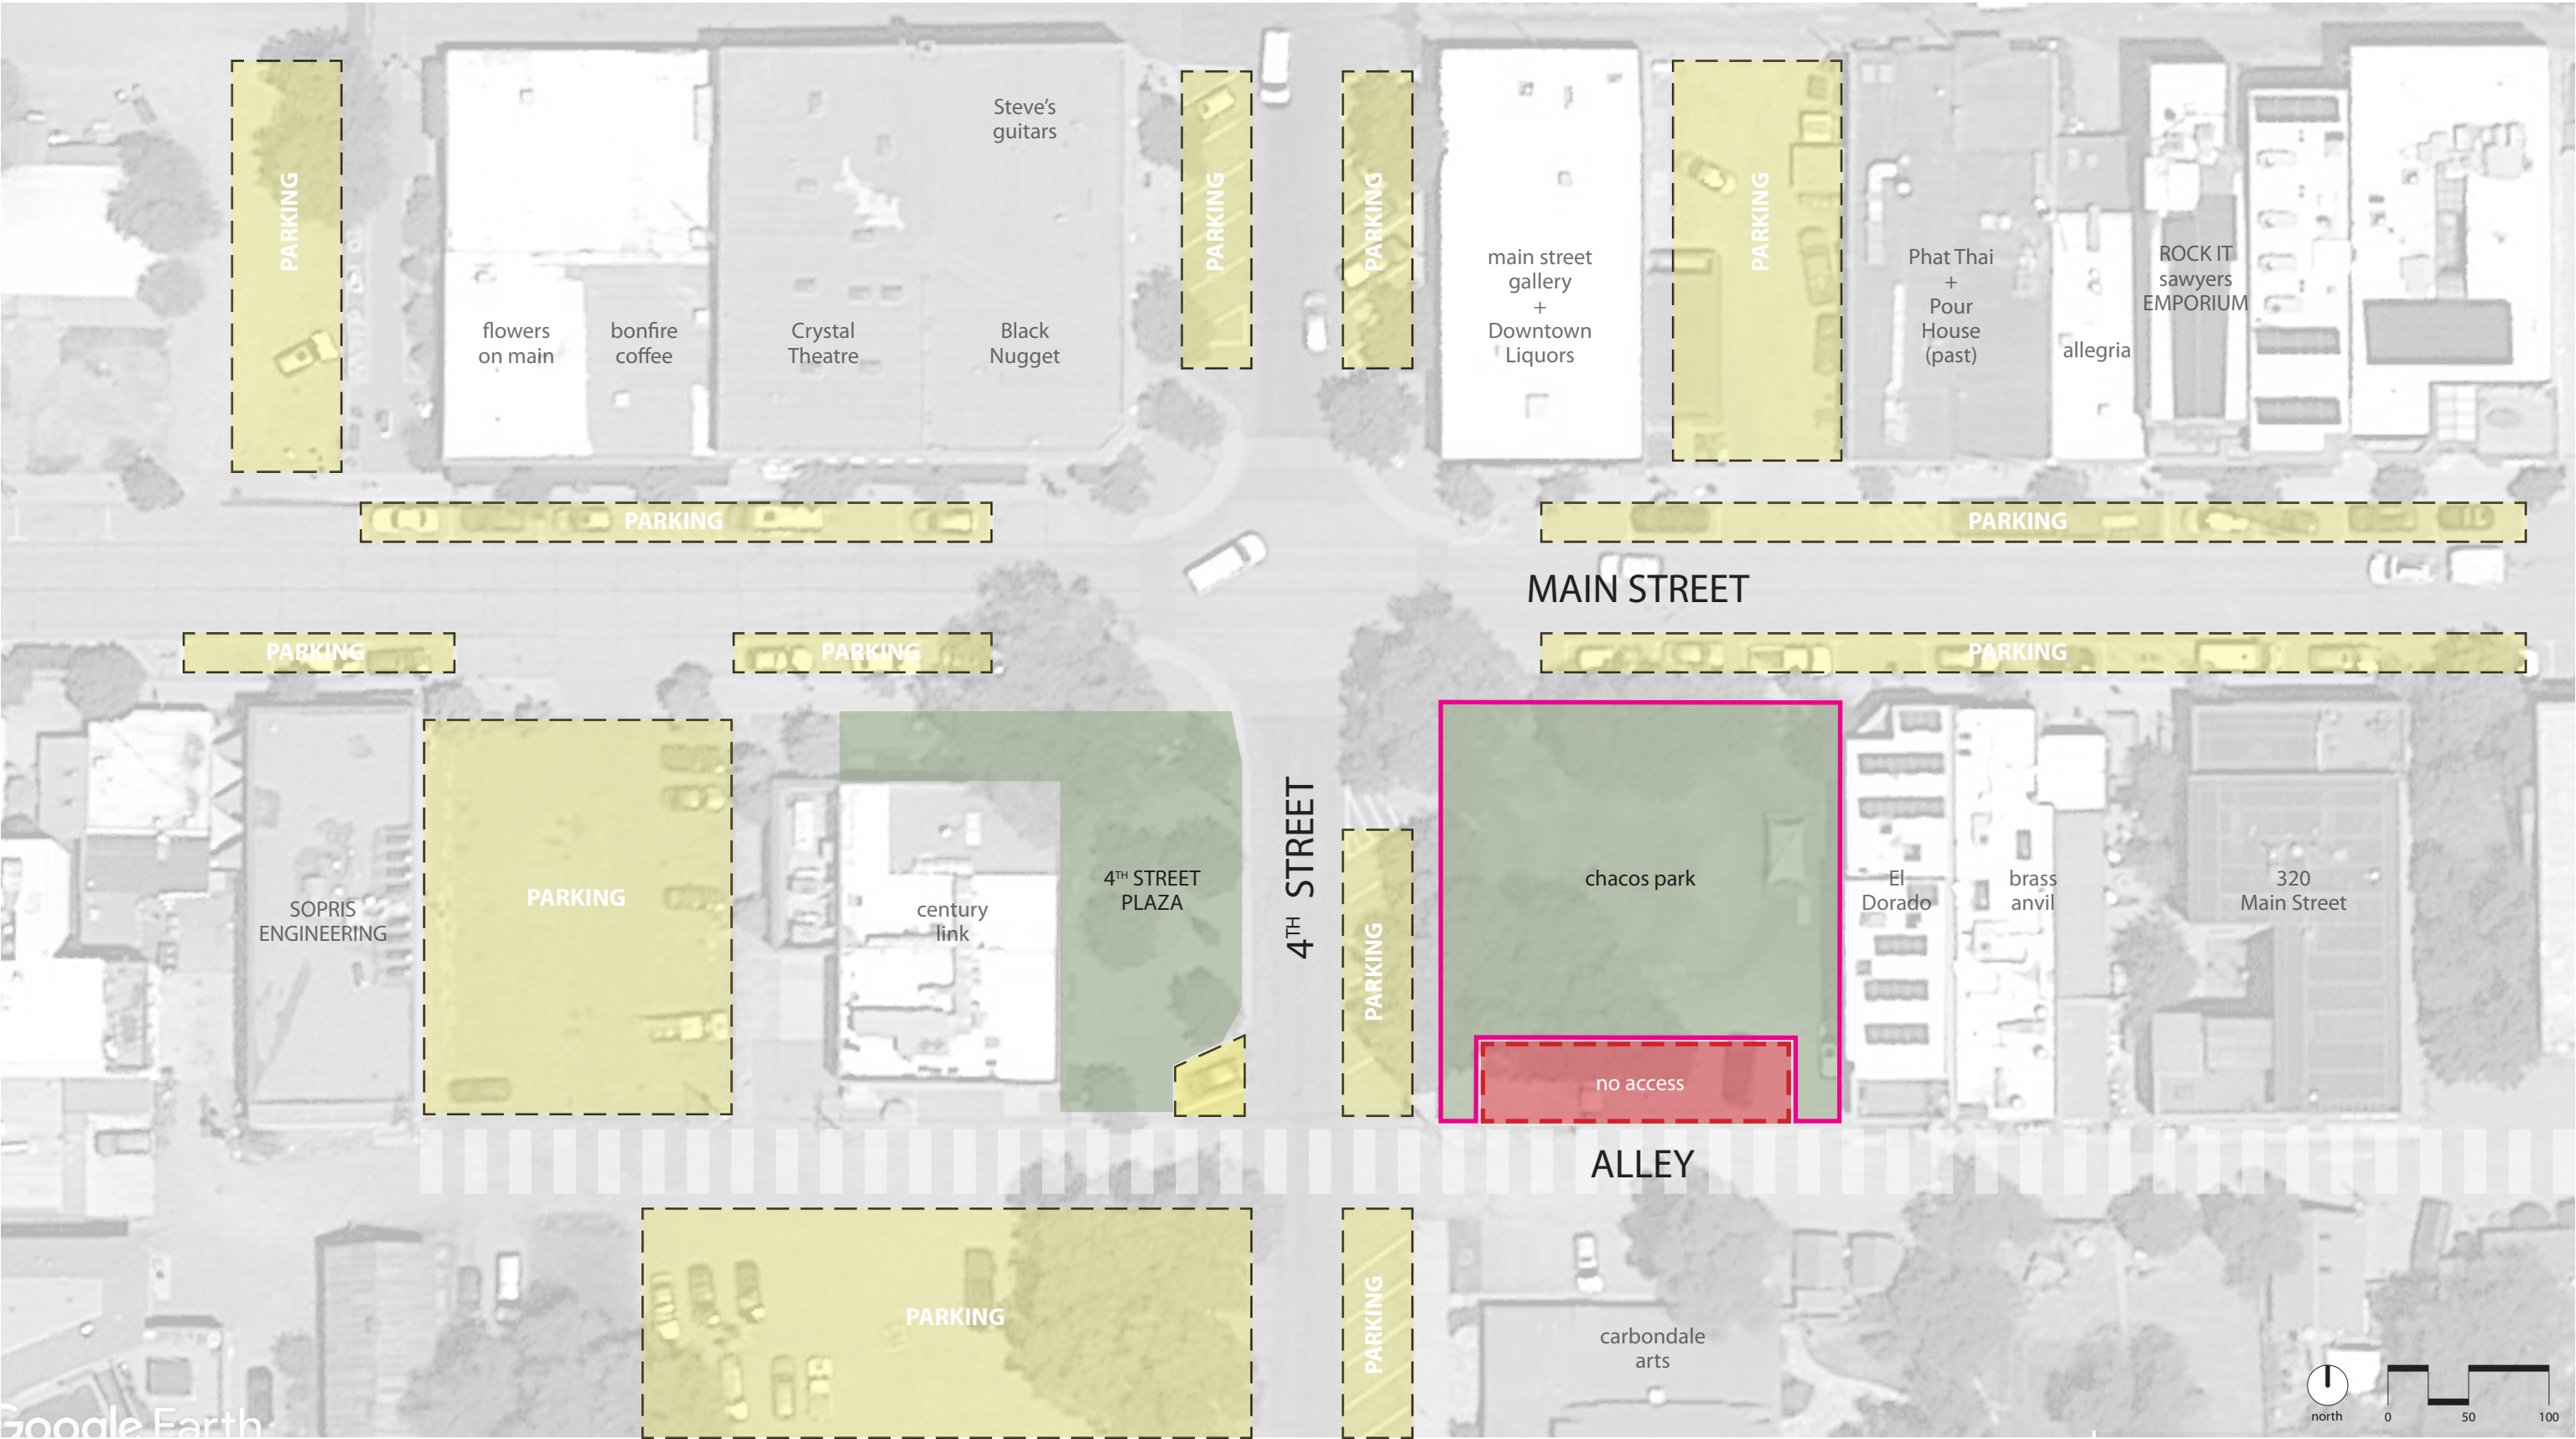 Steve's
guitars
PARKING
PARKING
PARKING
PARKING
flowers
on main
bonfire
coffee
Crystal
Theatre
Black
Nugget
main street
gallery
+
Downtown
Liquors
Phat Thai
+
Pour
House
(past)
allegria
ROCK IT
sawyers
EMPORIUM
PARKING
PARKING
MAIN STREET
PARKING
PARKING
PARKING
SOPRIS
ENGINEERING
PARKING
century
link
4TH STREET
PLAZA
4TH STREET
PARKING
chacos park
no access
El
Dorado
brass
anvil
320
Main Street
ALLEY
PARKING
PARKING
carbondale
arts
Google Earth
north
0 50 100